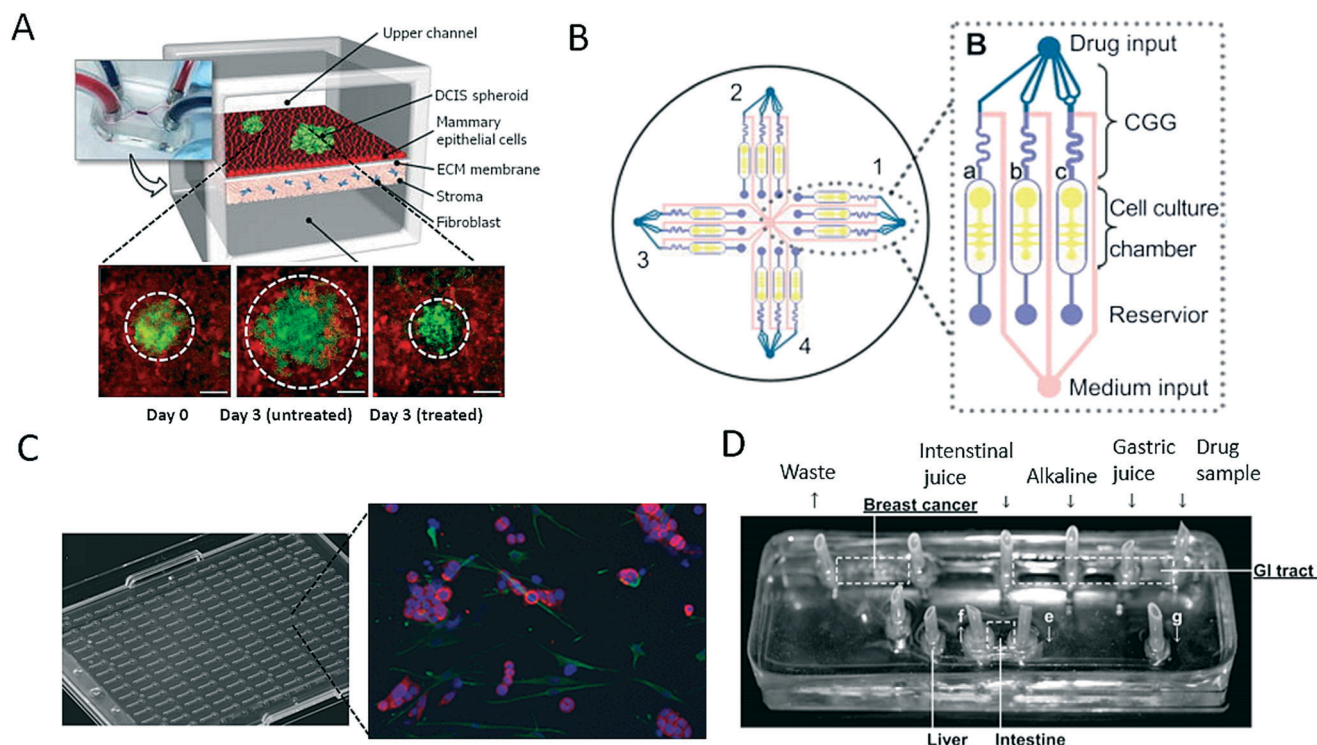 A
Upper channel
DCIS spheroid
Mammary
epithelial cells
ECM membrane
Stroma
Fibroblast
Day 0
Day 3 (untreated)
Day 3 (treated)
B
2
1
3
4
B
Drug input
CGG
a
b
c
Cell culture
chamber
Reservior
Medium input
C
D
Waste
Intenstinal
juice
Alkaline
Gastric
juice
Drug
sample
Breast cancer
GI tract
f
e
g
Liver
Intestine